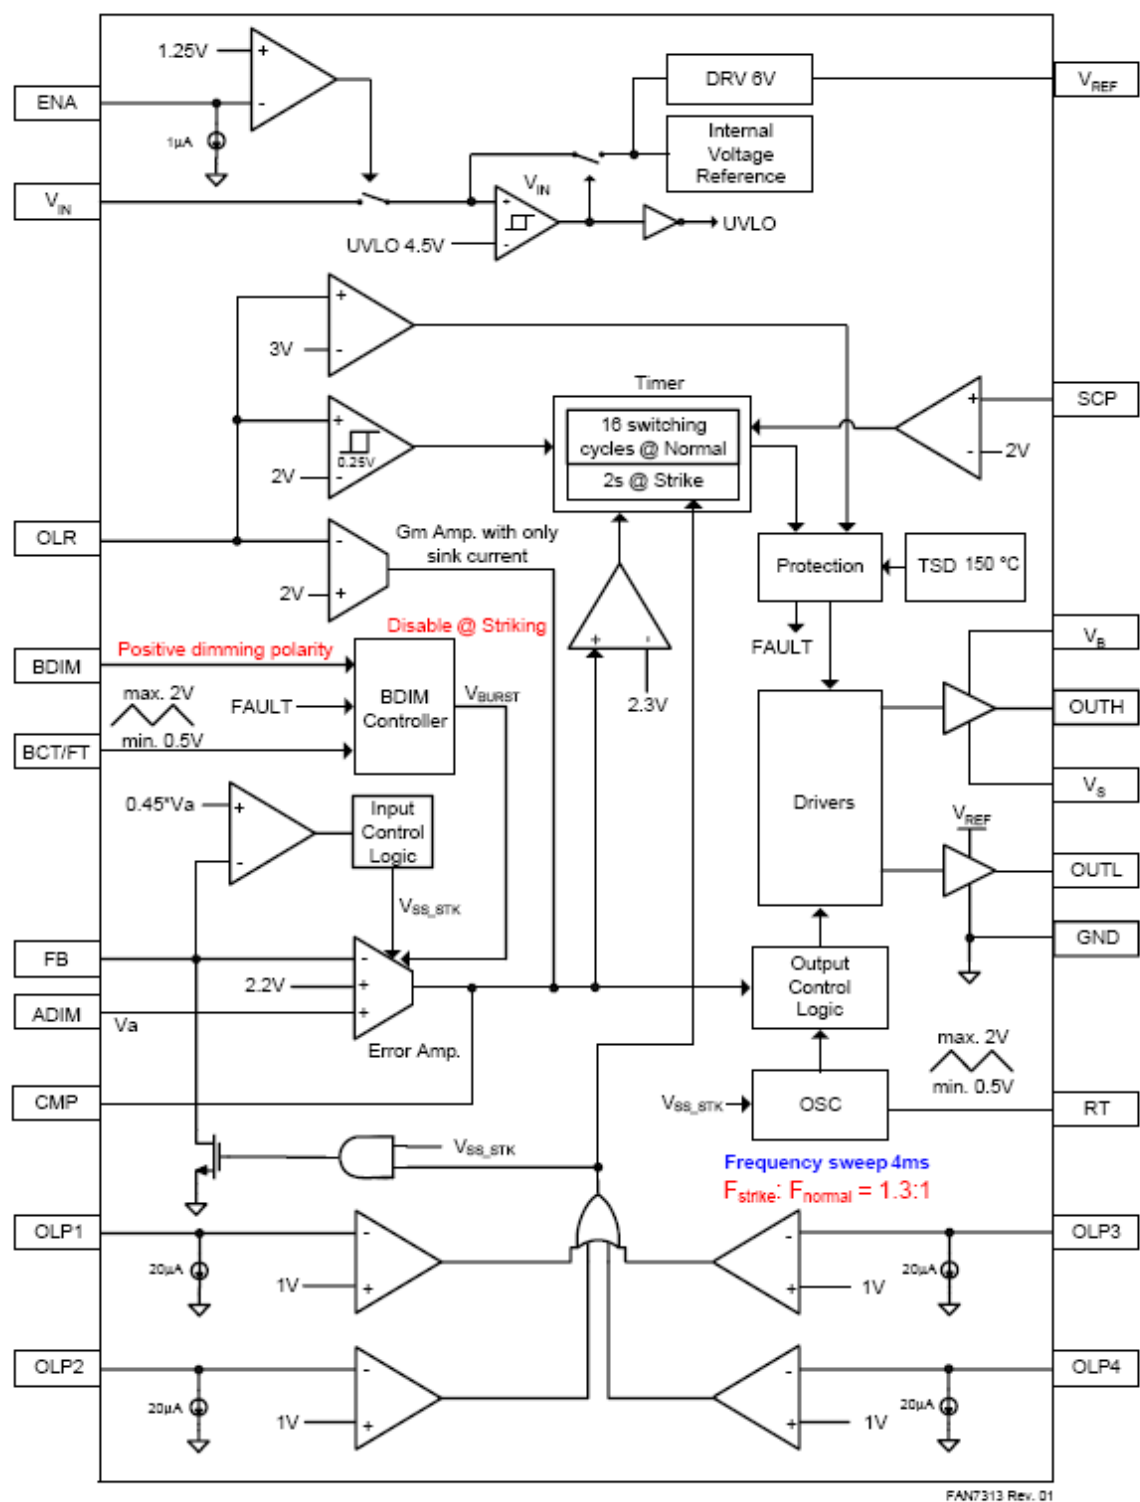 1.25V
+
ENA
-
1µA
DRV 6V
VREF
Internal
Voltage
Reference
VIN
VIN
+
UVLO 4.5V
-
UVLO
+
3V
-
Timer
SCP
+
-
2V
16 switching
cycles @ Normal
2s @ Strike
+
0.25V
2V
-
OLR
-
2V
+
Gm Amp. with only
sink current
Protection
TSD 150 °C
FAULT
+
-
2.3V
Disable @ Striking
Positive dimming polarity
BDIM
max. 2V
min. 0.5V
FAULT
BCT/FT
BDIM
Controller
VBURST
VB
OUTH
VS
Drivers
VREF
OUTL
GND
0.45*Va
+
-
Input
Control
Logic
VSS_STK
FB
-
2.2V
+
ADIM
Va
+
Error Amp.
Output
Control
Logic
CMP
max. 2V
min. 0.5V
VSS_STK
OSC
RT
VSS_STK
Frequency sweep 4ms
Fstrike: Fnormal = 1.3:1
OLP1
20µA
-
1V
+
OLP3
20µA
-
1V
+
OLP2
20µA
-
1V
+
OLP4
20µA
-
1V
+
FAN7313 Rev. 01